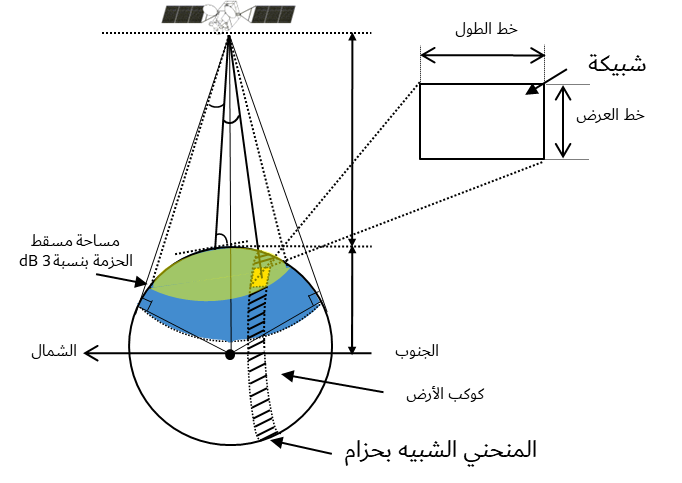 خط الطول
شبيكة
خط العرض
مساحة مسقط
الحزمة بنسبة 3 dB
الشمال
الجنوب
كوكب الأرض
المنحني الشبيه بحزام